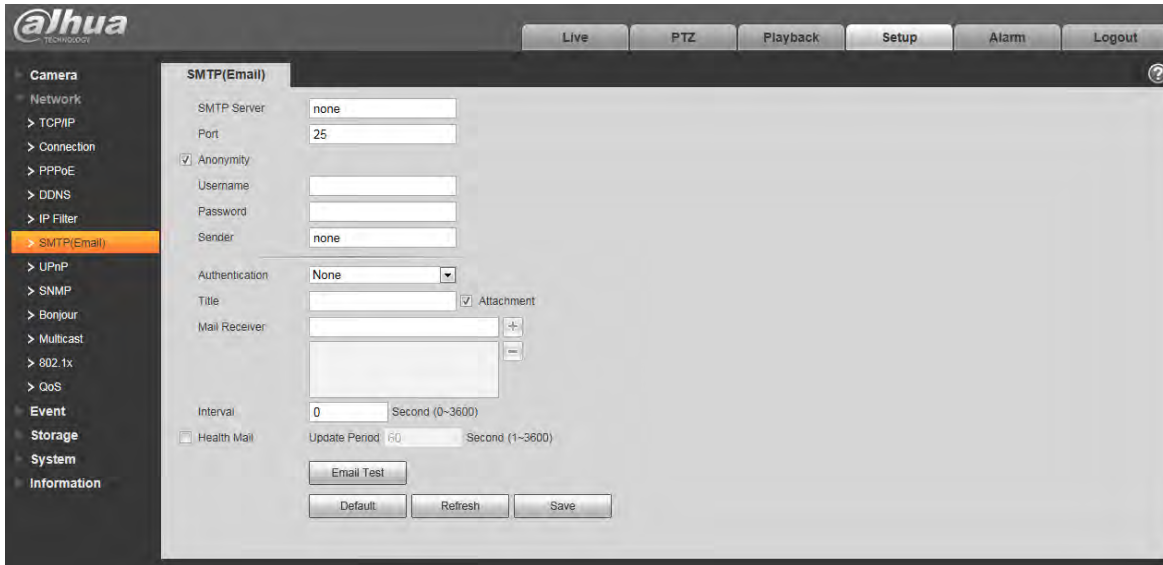 alhua
TECHNOLOGY
Live PTZ Playback Setup Alarm Logout
Camera
Network
> TCP/IP
> Connection
> PPPoE
> DDNS
> IP Filter
> SMTP(Email)
> UPnP
> SNMP
> Bonjour
> Multicast
> 802.1x
> QoS
Event
Storage
System
Information
SMTP(Email)
?
SMTP Server none
Port 25
Anonymity
Username
Password
Sender none
Authentication None
Title Attachment
Mail Receiver +
−
Interval 0 Second (0~3600)
Health Mail Update Period 60 Second (1~3600)
Email Test
Default Refresh Save